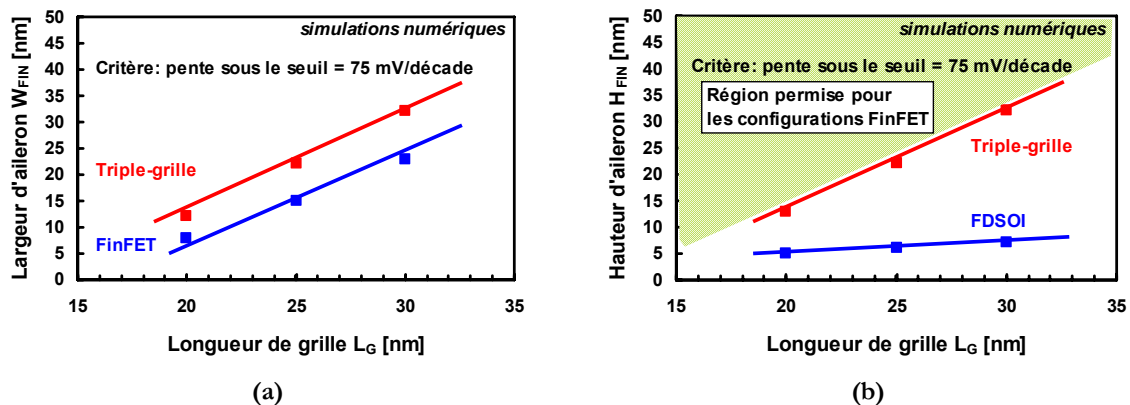 simulations numériques
Critère: pente sous le seuil = 75 mV/décade
Triple-grille
FinFET
Largeur d'aileron W_FIN [nm]
50
45
40
35
30
25
20
15
10
5
0
15 20 25 30 35
Longueur de grille L_G [nm]
(a)
simulations numériques
Critère: pente sous le seuil = 75 mV/décade
Région permise pour
les configurations FinFET
Triple-grille
FDSOI
Hauteur d'aileron H_FIN [nm]
50
45
40
35
30
25
20
15
10
5
0
15 20 25 30 35
Longueur de grille L_G [nm]
(b)